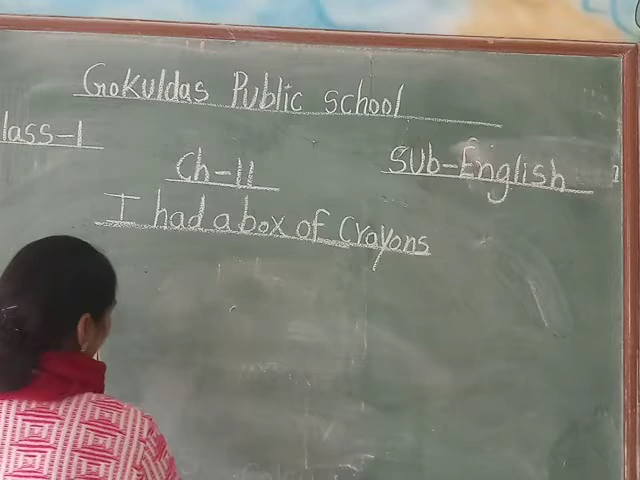 Gokuldas Public School
lass-1
Ch-11
Sub-English
I had a box of Crayons